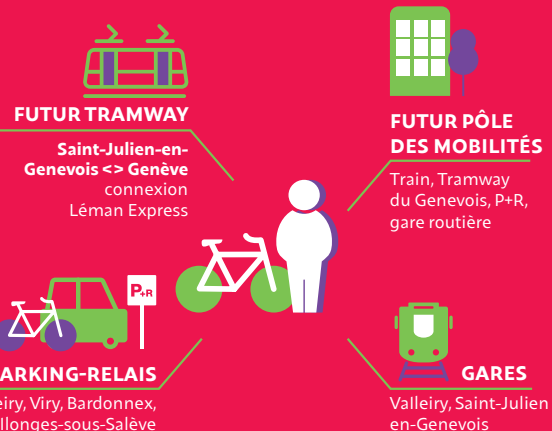 FUTUR TRAMWAY
Saint-Julien-en-
Genevois <> Genève
connexion
Léman Express
FUTUR PÔLE
DES MOBILITÉS
Train, Tramway
du Genevois, P+R,
gare routière
P+R
ARKING-RELAIS
eiry, Viry, Bardonnex,
llonges-sous-Salève
GARES
Valleiry, Saint-Julien
en-Genevois